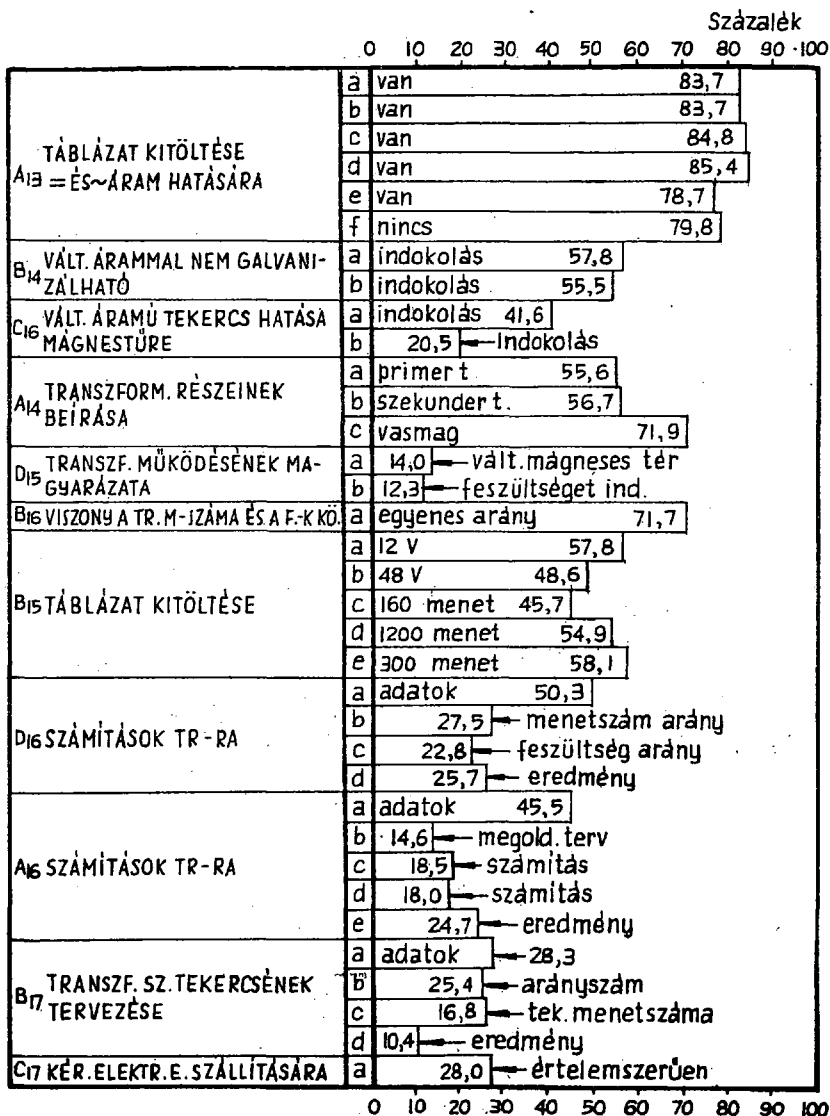 Százalék
0 10 20 30 40 50 60 70 80 90 100
A13 TÁBLÁZAT KITÖLTÉSE
= ÉS ~ ÁRAM HATÁSÁRA
a van 83,7
b van 83,7
c van 84,8
d van 85,4
e van 78,7
f nincs 79,8
B14 VÁLT. ÁRAMMAL NEM GALVANI-
ZÁLHATÓ
a indokolás 57,8
b indokolás 55,5
C16 VÁLT. ÁRAMÚ TEKERCS HATÁSA
MÁGNESTŰRE
a indokolás 41,6
b 20,5 Indokolás
A14 TRANSZFORM. RÉSZEINEK
BEÍRÁSA
a primer t. 55,6
b szekunder t. 56,7
c vasmag 71,9
D15 TRANSZF. MŰKÖDÉSÉNEK MA-
GYARÁZATA
a 14,0 vált. mágneses tér
b 12,3 feszültséget ind.
B16 VISZONY A TR. M-SZÁMA ÉS A F.-K KÖ. a egyenes arány 71,7
B15 TÁBLÁZAT KITÖLTÉSE
a 12 V 57,8
b 48 V 48,6
c 160 menet 45,7
d 1200 menet 54,9
e 300 menet 58,1
D16 SZÁMÍTÁSOK TR-RA
a adatok 50,3
b 27,5 menetszám arány
c 22,8 feszültség arány
d 25,7 eredmény
A16 SZÁMÍTÁSOK TR-RA
a adatok 45,5
b 14,6 megold. terv
c 18,5 számítás
d 18,0 számítás
e 24,7 eredmény
B17 TRANSZF. SZ. TEKERCSÉNEK
TERVEZÉSE
a adatok 28,3
b 25,4 arányszám
c 16,8 tek. menetszáma
d 10,4 eredmény
C17 KÉR. ELEKTR. E. SZÁLLÍTÁSÁRA a 28,0 értelemszerűen
0 10 20 30 40 50 60 70 80 90 100